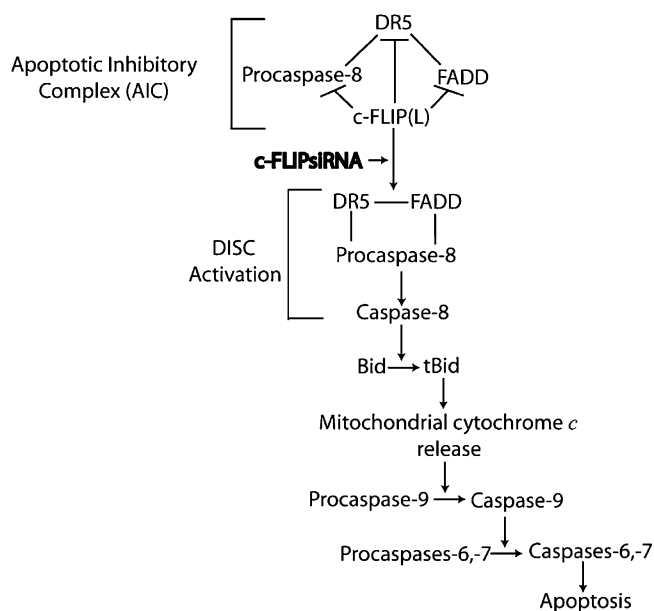 DR5
Apoptotic Inhibitory
Complex (AIC)
Procaspase-8
FADD
c-FLIP(L)
c-FLIPsiRNA
DR5
FADD
DISC
Activation
Procaspase-8
Caspase-8
Bid
tBid
Mitochondrial cytochrome c
release
Procaspase-9
Caspase-9
Procaspases-6,-7
Caspases-6,-7
Apoptosis